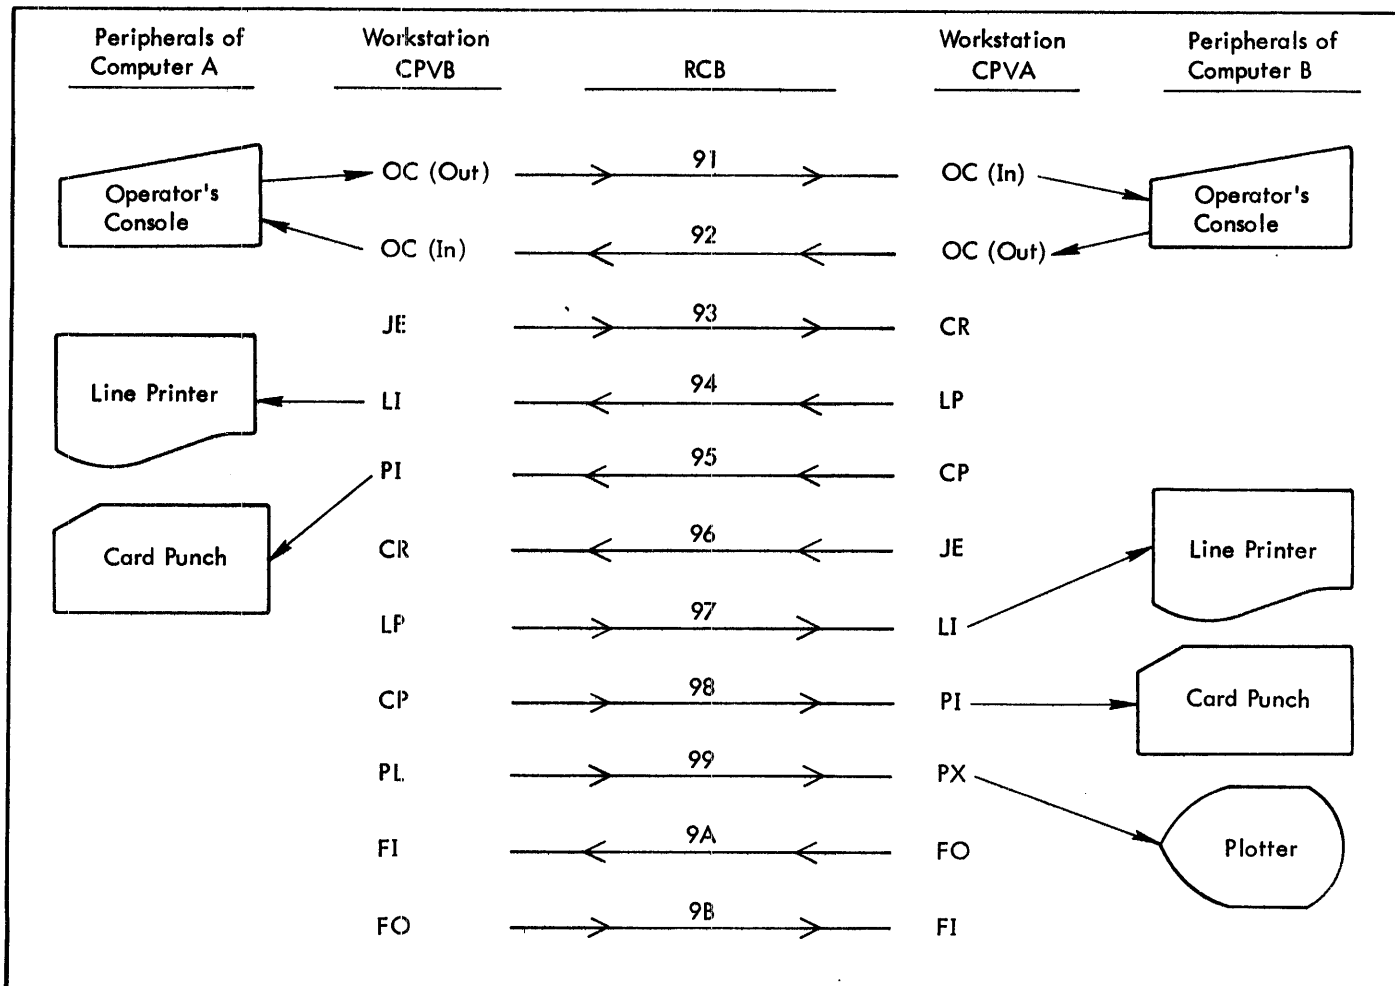 Peripherals of Computer A
Workstation CPVB
RCB
Workstation CPVA
Peripherals of Computer B
Operator's Console
OC (Out)
91
OC (In)
Operator's Console
OC (In)
92
OC (Out)
JE
93
CR
Line Printer
LI
94
LP
PI
95
CP
Card Punch
CR
96
JE
Line Printer
LP
97
LI
CP
98
PI
Card Punch
PL
99
PX
FI
9A
FO
Plotter
FO
9B
FI